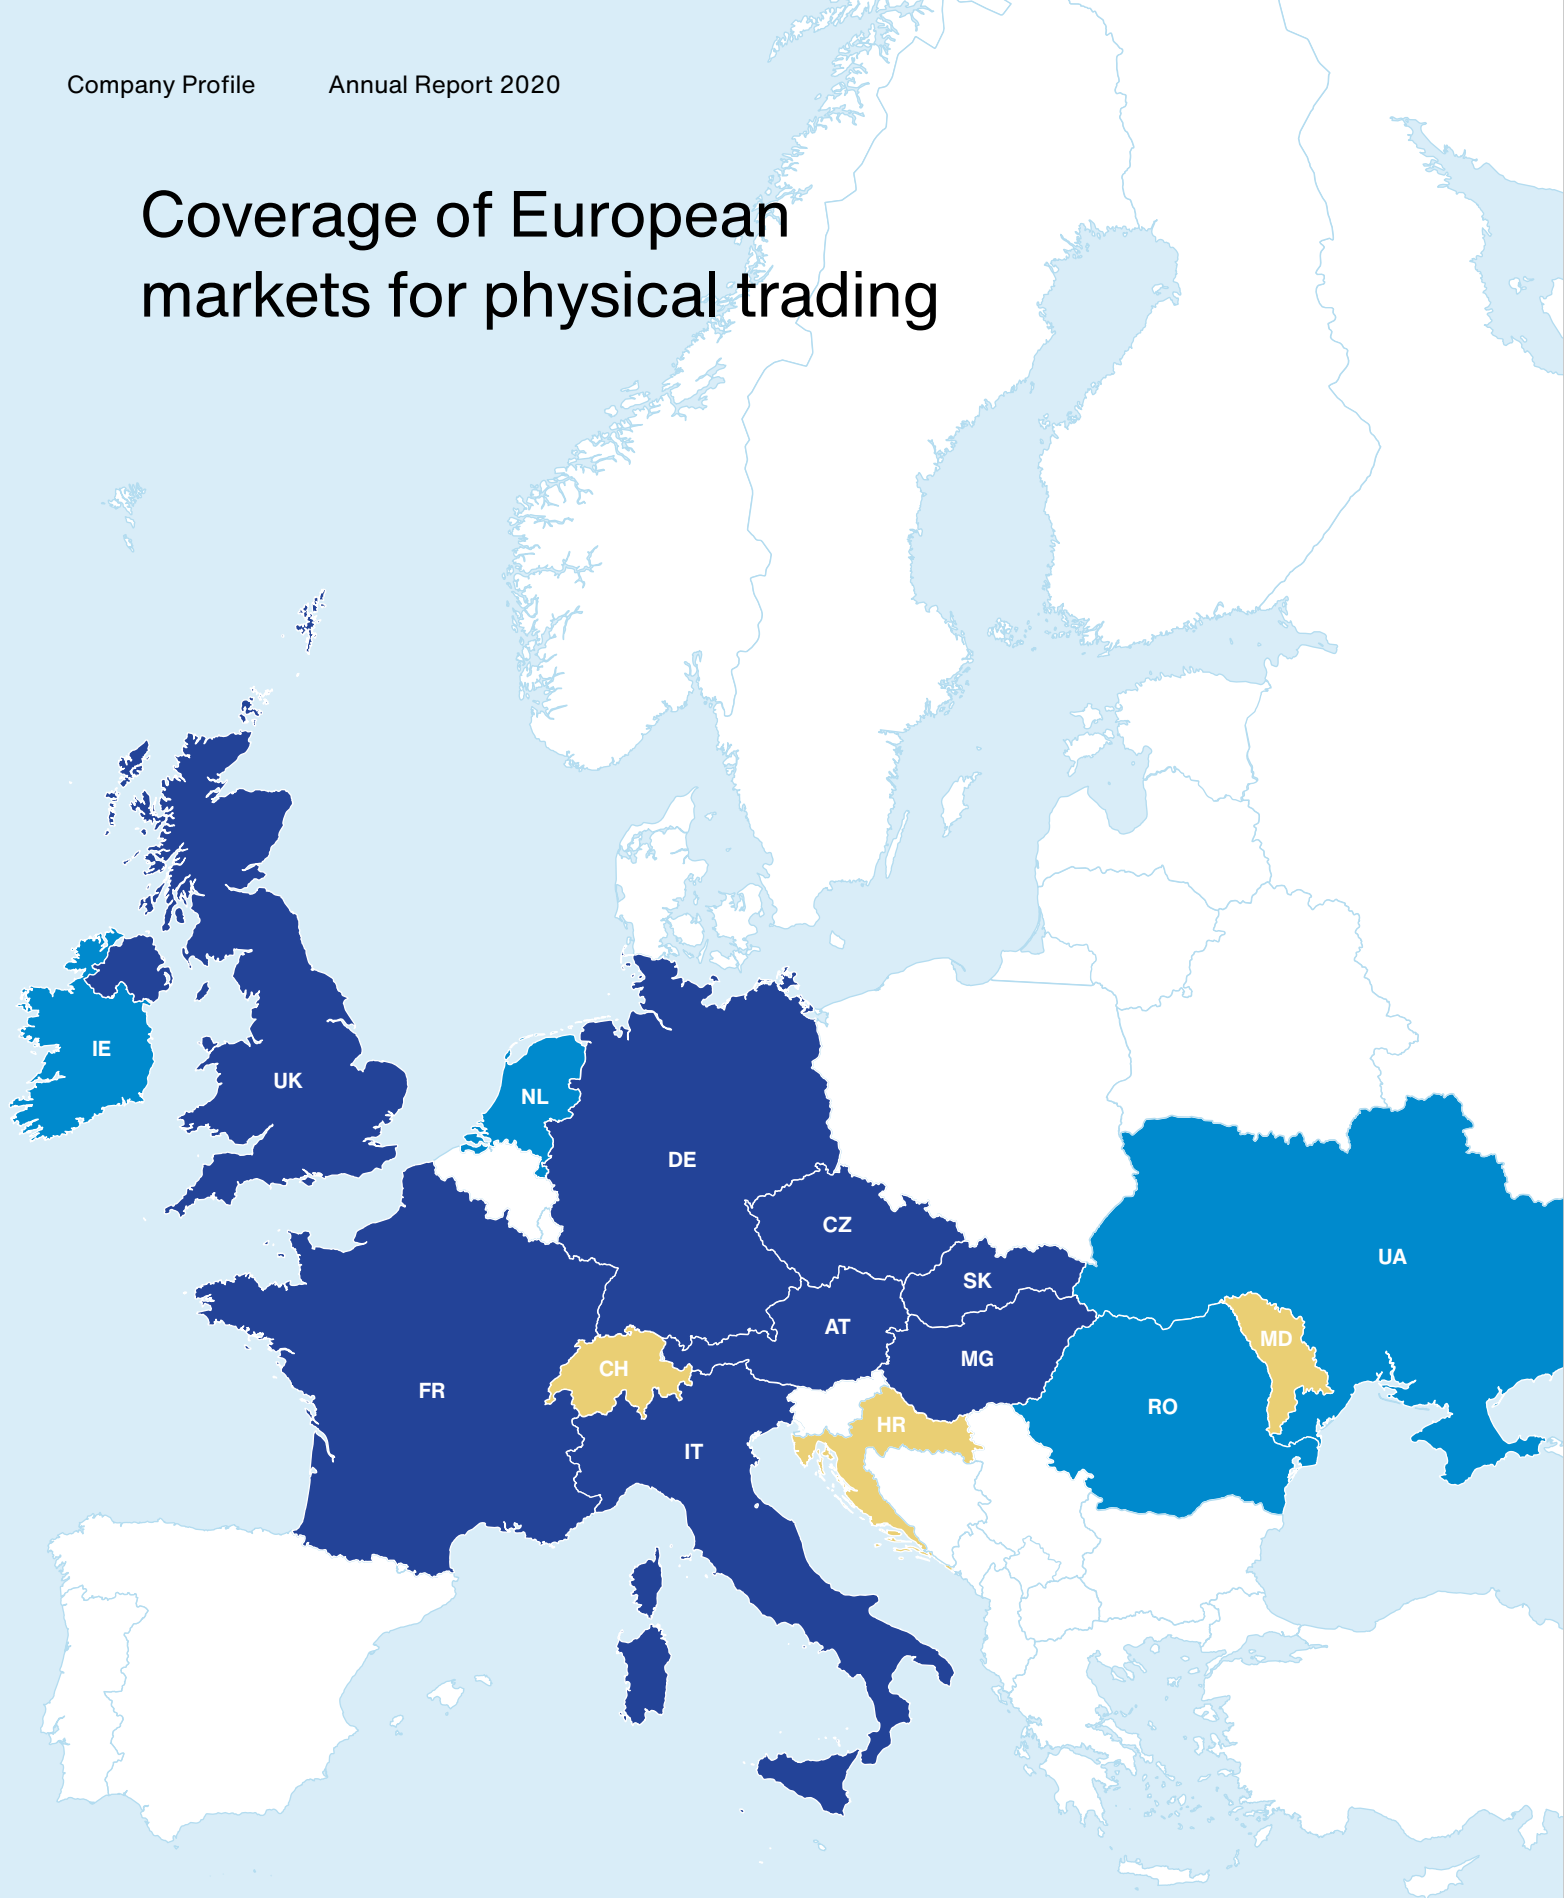 Company Profile Annual Report 2020
Coverage of European
markets for physical trading
IE
UK
NL
DE
CZ
UA
SK
AT
MD
MG
CH
FR
RO
HR
IT